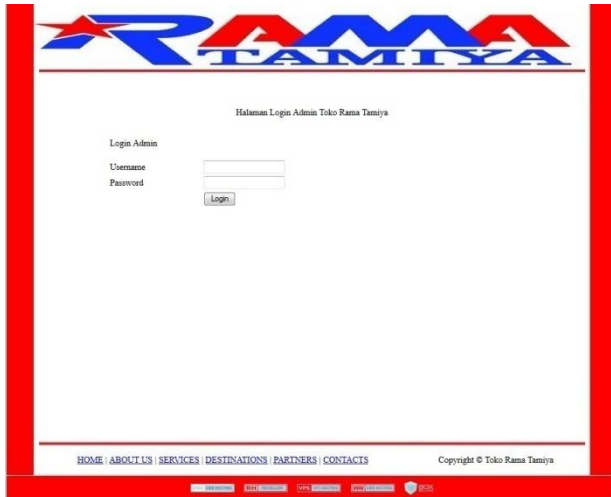 RAMA
TAMIYA
Halaman Login Admin Toko Rama Tamiya
Login Admin
Username
Password
Login
HOME | ABOUT US | SERVICES | DESTINATIONS | PARTNERS | CONTACTS
Copyright © Toko Rama Tamiya